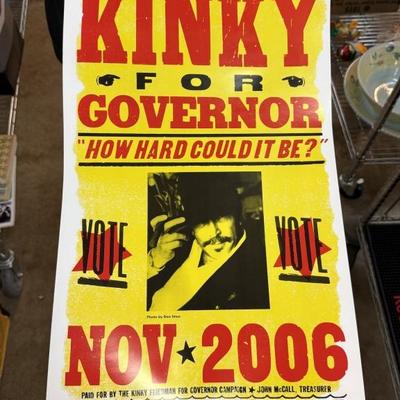 KINKY
FOR
GOVERNOR
"HOW HARD COULD IT BE?"
VOTE VOTE
NOV ★ 2006
PAID FOR BY THE KINKY FRIEDMAN FOR GOVERNOR CAMPAIGN ★ JOHN McCALL, TREASURER